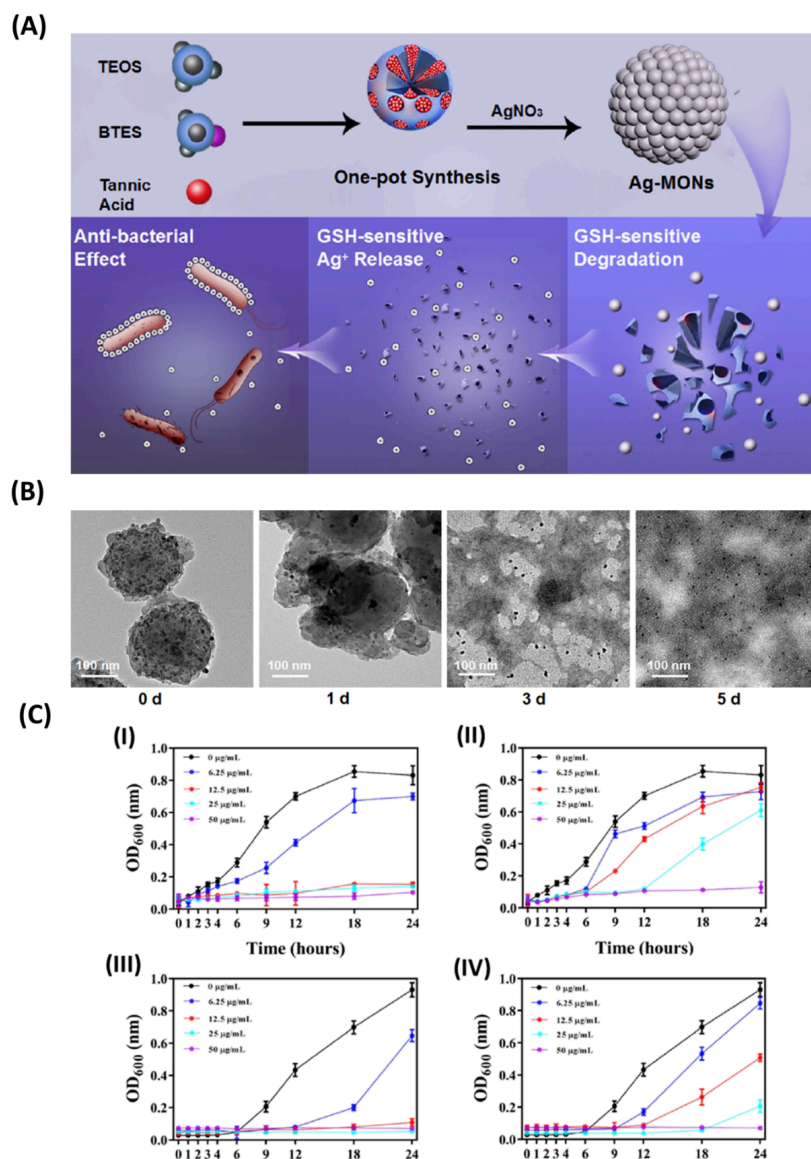 (A)
TEOS
BTES
Tannic
Acid
One-pot Synthesis
AgNO₃
Ag-MONs
Anti-bacterial
Effect
GSH-sensitive
Ag⁺ Release
GSH-sensitive
Degradation
(B)
100 nm
100 nm
100 nm
100 nm
0 d
1 d
3 d
5 d
(C)
(I)
OD₆₀₀ (nm)
1.0
0.8
0.6
0.4
0.2
0.0
0 µg/mL
6.25 µg/mL
12.5 µg/mL
25 µg/mL
50 µg/mL
0 1 2 3 4 6 9 12 18 24
Time (hours)
(II)
OD₆₀₀ (nm)
1.0
0.8
0.6
0.4
0.2
0.0
0 µg/mL
6.25 µg/mL
12.5 µg/mL
25 µg/mL
50 µg/mL
0 1 2 3 4 6 9 12 18 24
Time (hours)
(III)
OD₆₀₀ (nm)
1.0
0.8
0.6
0.4
0.2
0.0
0 µg/mL
6.25 µg/mL
12.5 µg/mL
25 µg/mL
50 µg/mL
0 1 2 3 4 6 9 12 18 24
(IV)
OD₆₀₀ (nm)
1.0
0.8
0.6
0.4
0.2
0.0
0 µg/mL
6.25 µg/mL
12.5 µg/mL
25 µg/mL
50 µg/mL
0 1 2 3 4 6 9 12 18 24